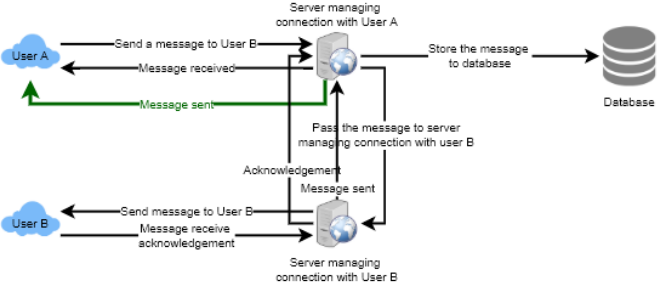 Server managing
connection with User A
Send a message to User B
User A
Message received
Store the message
to database
Message sent
Database
Pass the message to server
managing connection with user B
Acknowledgement
Message sent
Send message to User B
User B
Message receive
acknowledgement
Server managing
connection with User B